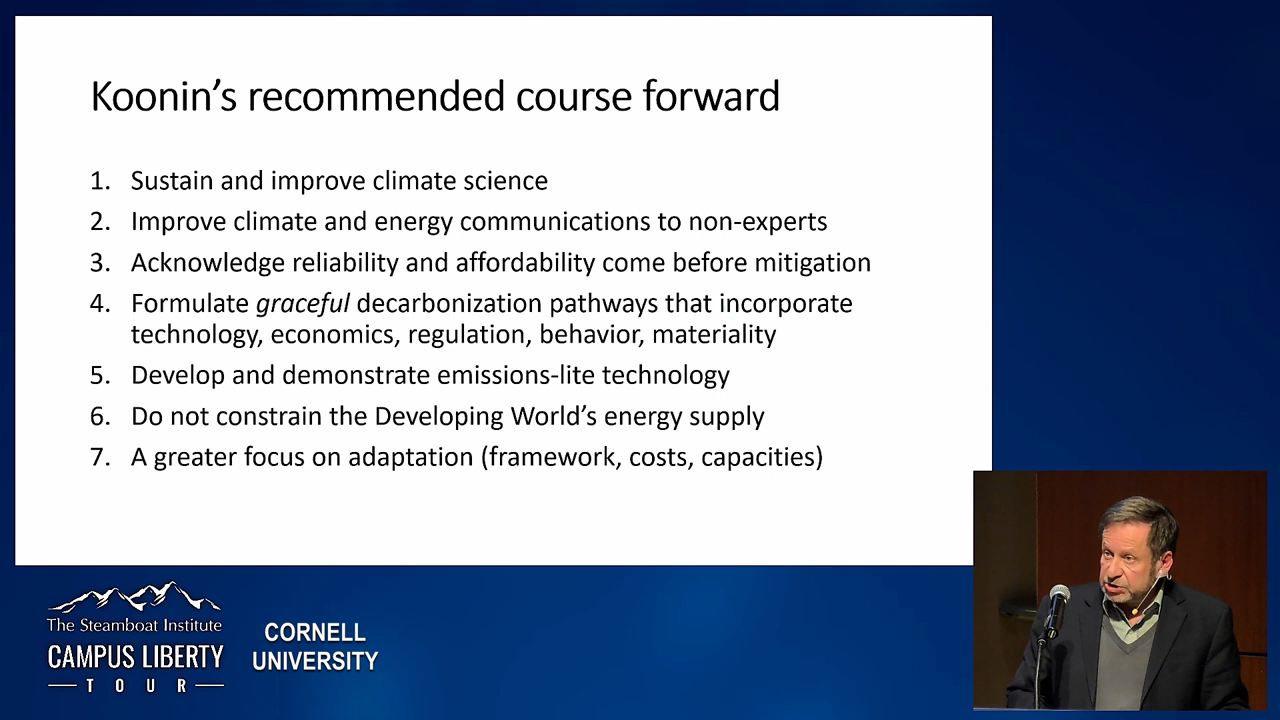 Koonin’s recommended course forward
1. Sustain and improve climate science
2. Improve climate and energy communications to non-experts
3. Acknowledge reliability and affordability come before mitigation
4. Formulate graceful decarbonization pathways that incorporate
technology, economics, regulation, behavior, materiality
5. Develop and demonstrate emissions-lite technology
6. Do not constrain the Developing World’s energy supply
7. A greater focus on adaptation (framework, costs, capacities)
The Steamboat Institute
CAMPUS LIBERTY
TOUR
CORNELL
UNIVERSITY